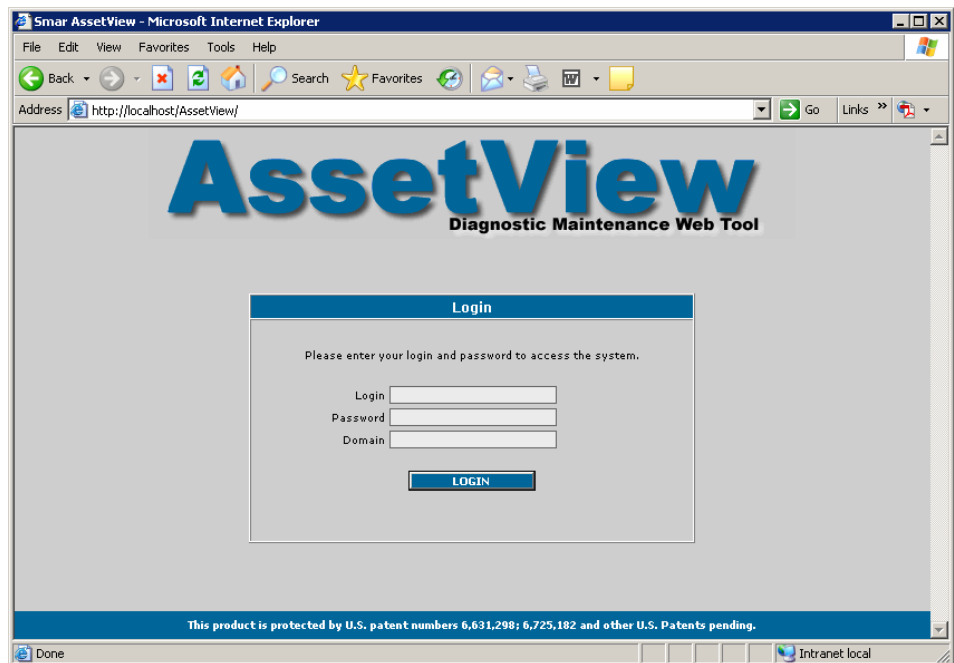 Smar AssetView - Microsoft Internet Explorer
File Edit View Favorites Tools Help
Back Search Favorites
Address http://localhost/AssetView/ Go Links »
AssetView
Diagnostic Maintenance Web Tool
Login
Please enter your login and password to access the system.
Login
Password
Domain
LOGIN
This product is protected by U.S. patent numbers 6,631,298; 6,725,182 and other U.S. Patents pending.
Done Intranet local